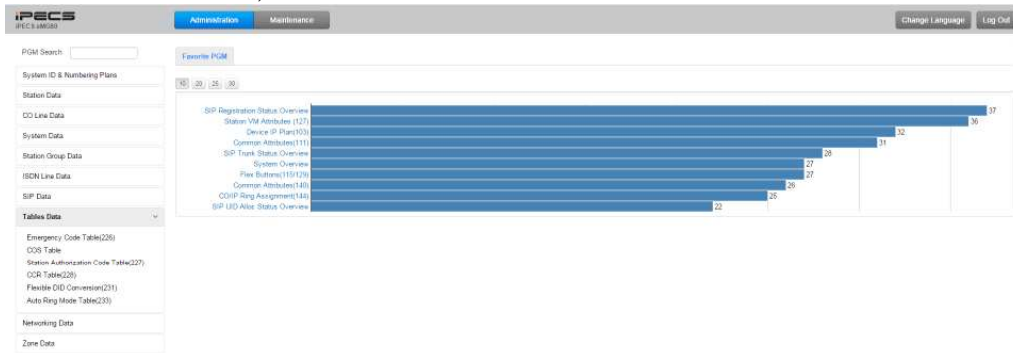 iPECS
iPECS eMG80
Administration
Maintenance
Change Language
Log Out
PGM Search
System ID & Numbering Plans
Station Data
CO Line Data
System Data
Station Group Data
ISDN Line Data
SIP Data
Tables Data
Emergency Code Table(226)
COS Table
Station Authorization Code Table(227)
CCR Table(228)
Flexible DID Conversion(231)
Auto Ring Mode Table(233)
Networking Data
Zone Data
Favorite PGM
20 25 30
SIP Registration Status Overview 37
Station VM Attributes (127) 36
Device IP Plan(103) 32
Common Attributes(111) 31
SIP Trunk Status Overview 28
System Overview 27
Flex Buttons(115/129) 27
Common Attributes(140) 26
CO/IP Ring Assignment(144) 25
SIP UID Alloc Status Overview 22